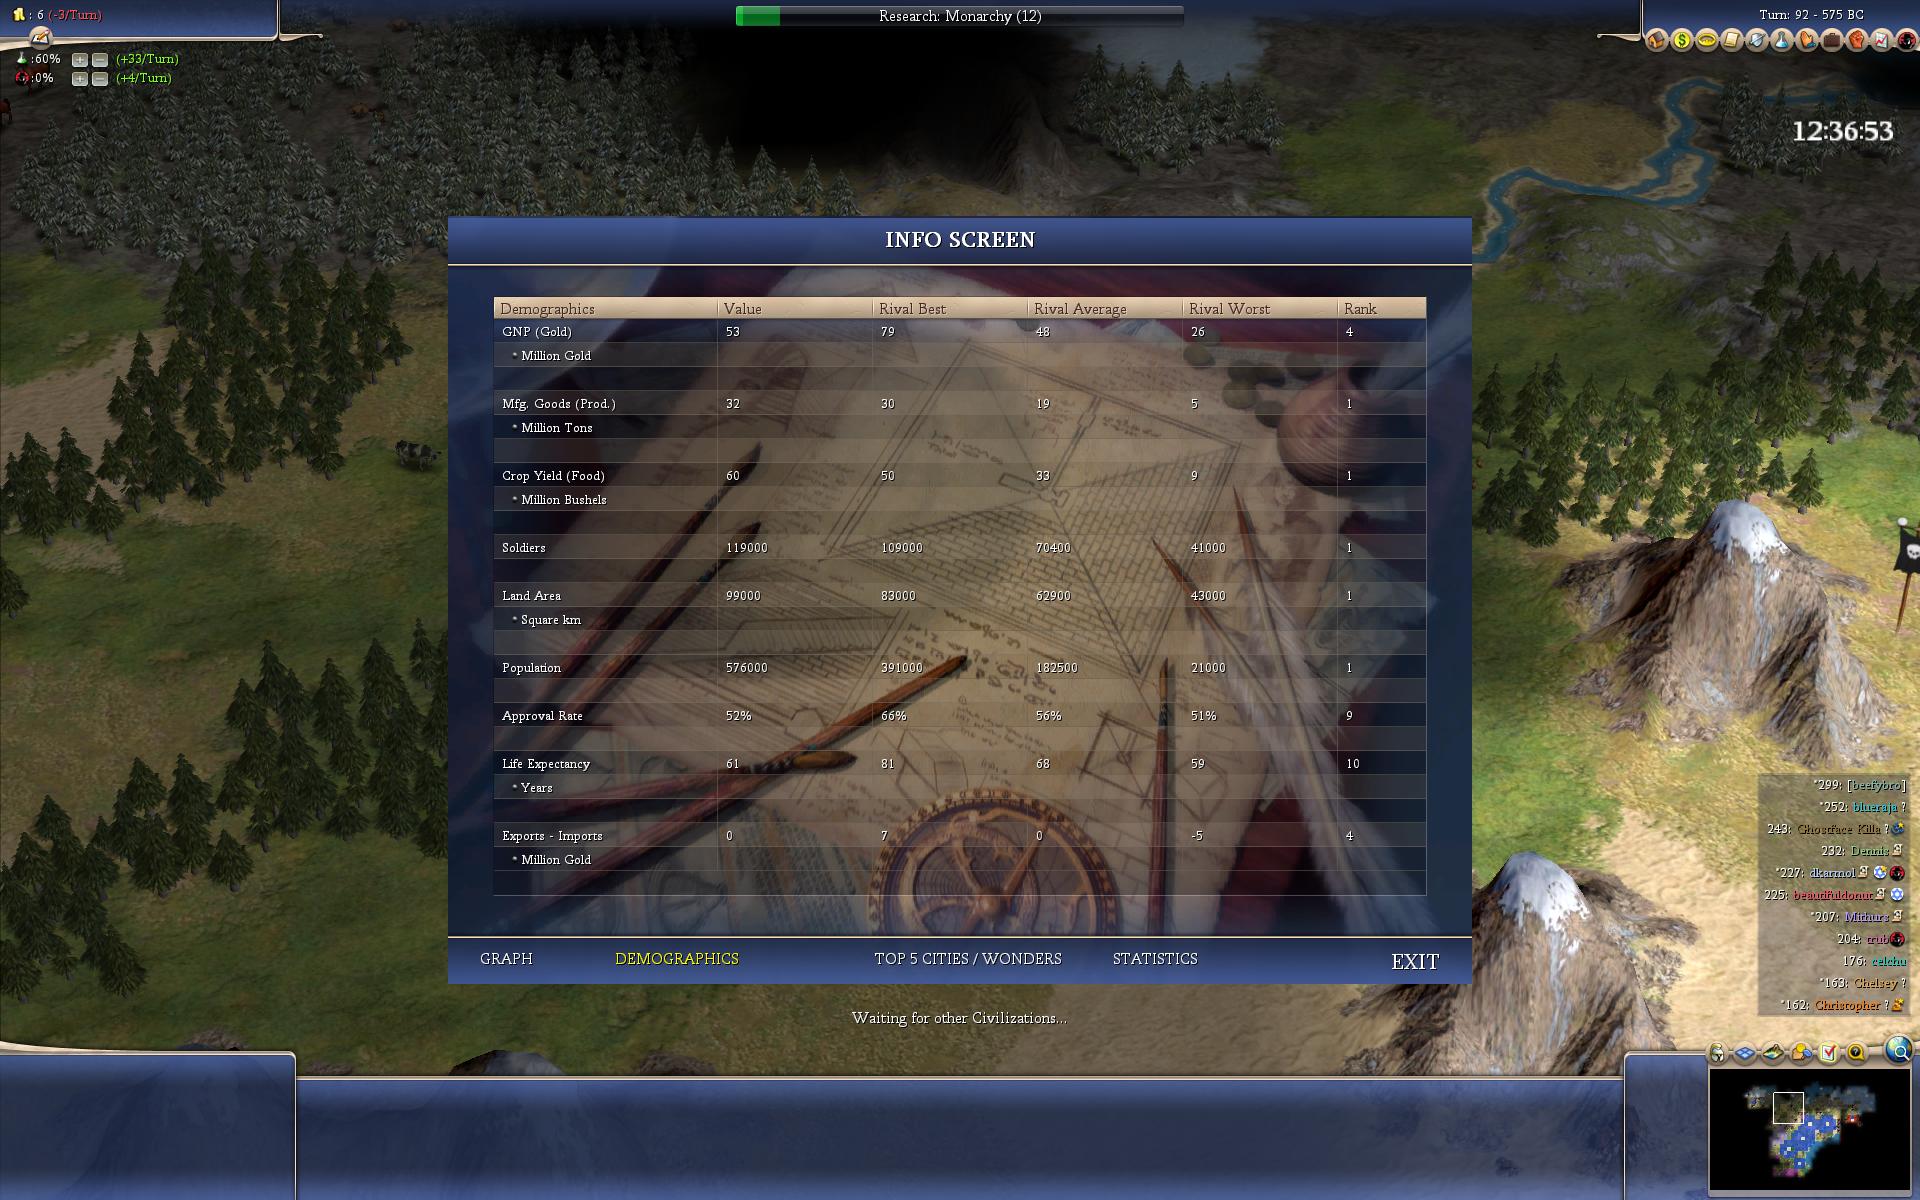 : 6 (-3/Turn)
Research: Monarchy (12)
Turn: 92 - 575 BC
:60% (+33/Turn)
:0% (+4/Turn)
12:36:53
INFO SCREEN
Demographics Value Rival Best Rival Average Rival Worst Rank
GNP (Gold) 53 79 48 26 4
* Million Gold
Mfg. Goods (Prod.) 32 30 19 5 1
* Million Tons
Crop Yield (Food) 60 50 33 9 1
* Million Bushels
Soldiers 119000 109000 70400 41000 1
Land Area 99000 83000 62900 43000 1
* Square km
Population 576000 391000 182500 21000 1
Approval Rate 52% 66% 56% 51% 9
Life Expectancy 61 81 68 59 10
* Years
Exports - Imports 0 7 0 -5 4
* Million Gold
GRAPH DEMOGRAPHICS TOP 5 CITIES / WONDERS STATISTICS EXIT
Waiting for other Civilizations...
*299: [beefybro]
*252: blueraja ?
243: Ghostface Killa ?
232: Dennis
*227: dkarmol
225: beautifuldonut
*207: Mithurs
204: trub
176: celchu
*163: Chelsey ?
*162: Christopher ?